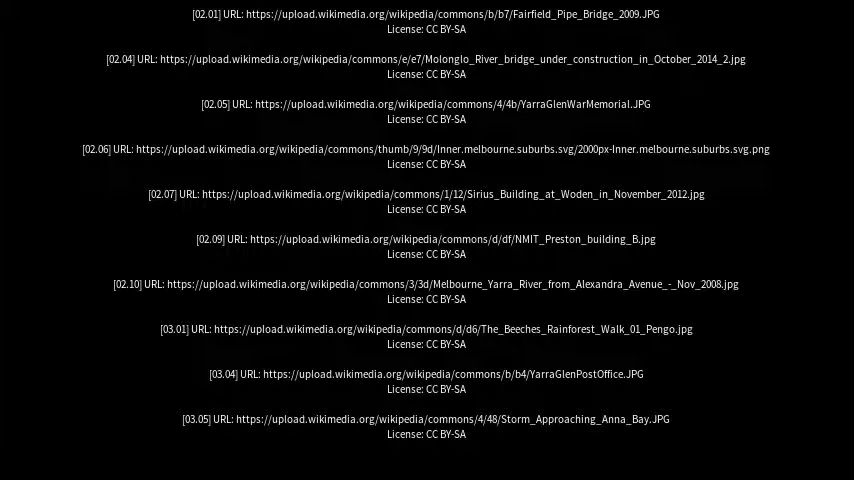 [02.01] URL: https://upload.wikimedia.org/wikipedia/commons/b/b7/Fairfield_Pipe_Bridge_2009.JPG
License: CC BY-SA
[02.04] URL: https://upload.wikimedia.org/wikipedia/commons/e/e7/Molonglo_River_bridge_under_construction_in_October_2014_2.jpg
License: CC BY-SA
[02.05] URL: https://upload.wikimedia.org/wikipedia/commons/4/4b/YarraGlenWarMemorial.JPG
License: CC BY-SA
[02.06] URL: https://upload.wikimedia.org/wikipedia/commons/thumb/9/9d/Inner.melbourne.suburbs.svg/2000px-Inner.melbourne.suburbs.svg.png
License: CC BY-SA
[02.07] URL: https://upload.wikimedia.org/wikipedia/commons/1/12/Sirius_Building_at_Woden_in_November_2012.jpg
License: CC BY-SA
[02.09] URL: https://upload.wikimedia.org/wikipedia/commons/d/df/NMIT_Preston_building_B.jpg
License: CC BY-SA
[02.10] URL: https://upload.wikimedia.org/wikipedia/commons/3/3d/Melbourne_Yarra_River_from_Alexandra_Avenue_-_Nov_2008.jpg
License: CC BY-SA
[03.01] URL: https://upload.wikimedia.org/wikipedia/commons/d/d6/The_Beeches_Rainforest_Walk_01_Pengo.jpg
License: CC BY-SA
[03.04] URL: https://upload.wikimedia.org/wikipedia/commons/b/b4/YarraGlenPostOffice.JPG
License: CC BY-SA
[03.05] URL: https://upload.wikimedia.org/wikipedia/commons/4/48/Storm_Approaching_Anna_Bay.JPG
License: CC BY-SA